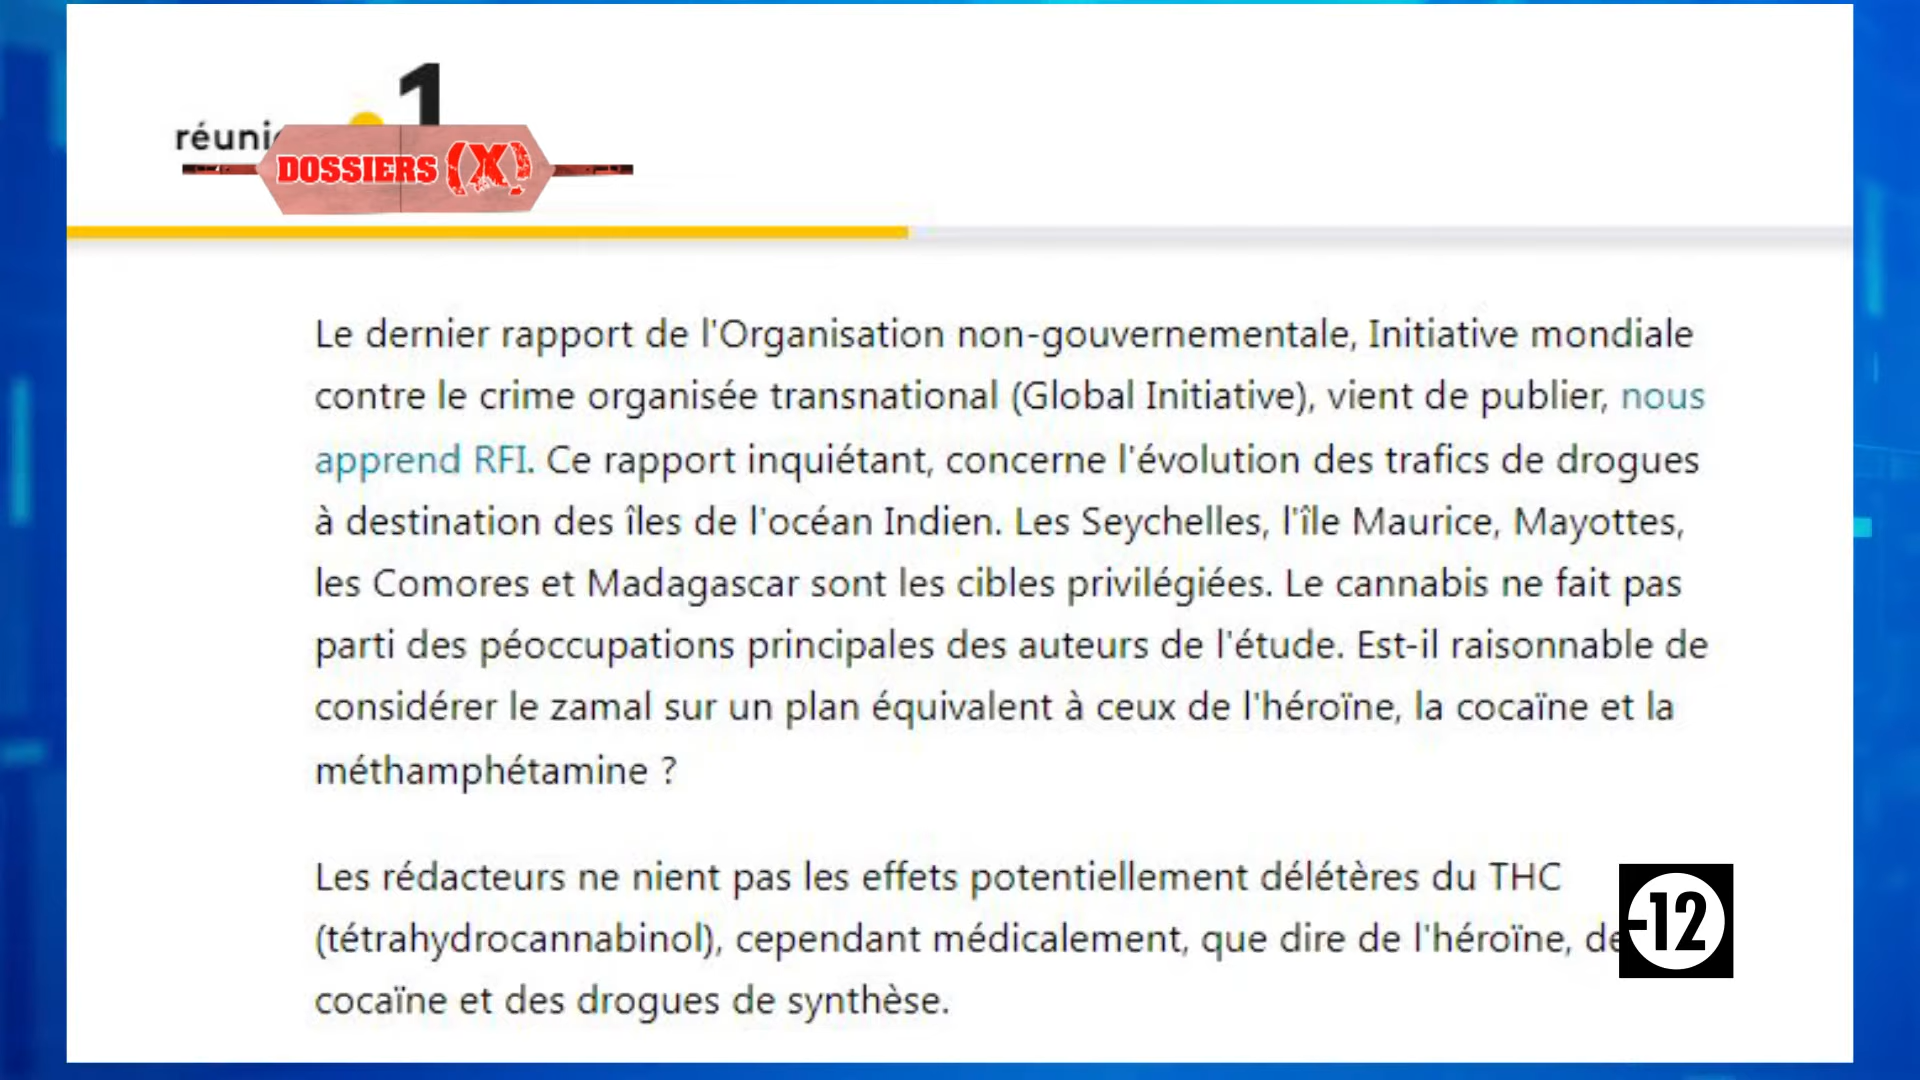 1
DOSSIERS (X)
Le dernier rapport de l'Organisation non-gouvernementale, Initiative mondiale
contre le crime organisée transnational (Global Initiative), vient de publier, nous
apprend RFI. Ce rapport inquiétant, concerne l'évolution des trafics de drogues
à destination des îles de l'océan Indien. Les Seychelles, l'île Maurice, Mayottes,
les Comores et Madagascar sont les cibles privilégiées. Le cannabis ne fait pas
parti des péoccupations principales des auteurs de l'étude. Est-il raisonnable de
considérer le zamal sur un plan équivalent à ceux de l'héroïne, la cocaïne et la
méthamphétamine ?
Les rédacteurs ne nient pas les effets potentiellement délétères du THC
(tétrahydrocannabinol), cependant médicalement, que dire de l'héroïne,
cocaïne et des drogues de synthèse.
-12